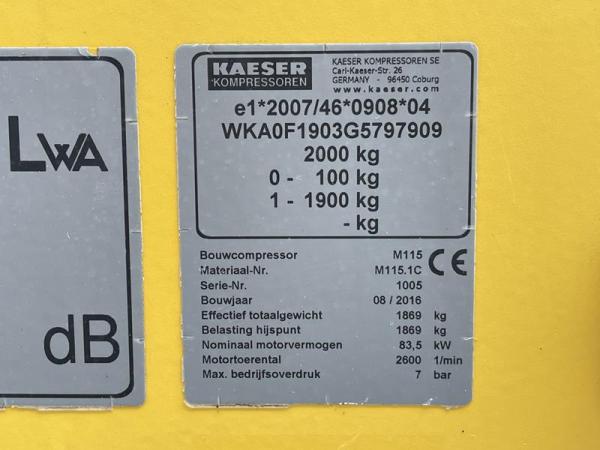 LWA
dB
KAESER
KOMPRESSOREN
KAESER KOMPRESSOREN SE
Carl-Kaeser-Str. 26
GERMANY - 96450 Coburg
www.kaeser.com
e1*2007/46*0908*04
WKA0F1903G5797909
2000 kg
0 - 100 kg
1 - 1900 kg
- kg
Bouwcompressor M115
Materiaal-Nr. M115.1C
CE
Serie-Nr. 1005
Bouwjaar 08 / 2016
Effectief totaalgewicht 1869 kg
Belasting hijspunt 1869 kg
Nominaal motorvermogen 83,5 kW
Motortoerental 2600 1/min
Max. bedrijfsoverdruk 7 bar